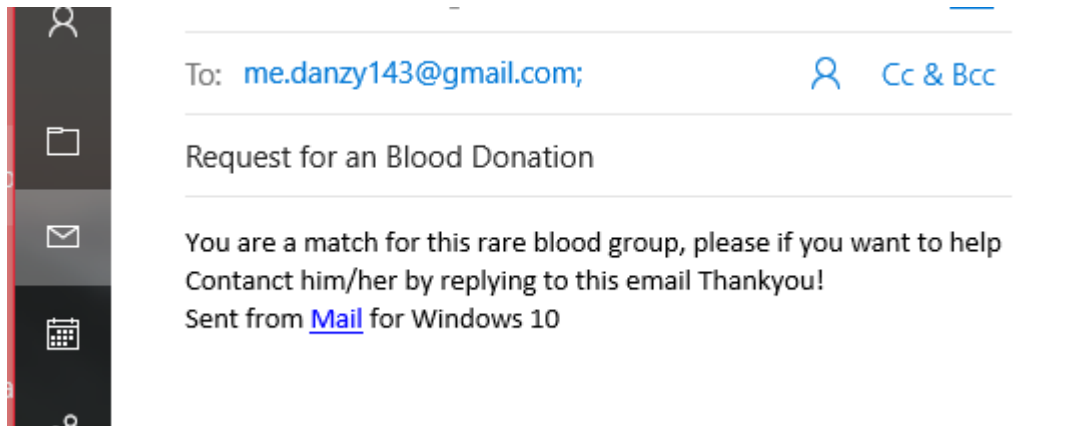 To: me.danzy143@gmail.com; Cc & Bcc
Request for an Blood Donation
You are a match for this rare blood group, please if you want to help
Contanct him/her by replying to this email Thankyou!
Sent from Mail for Windows 10